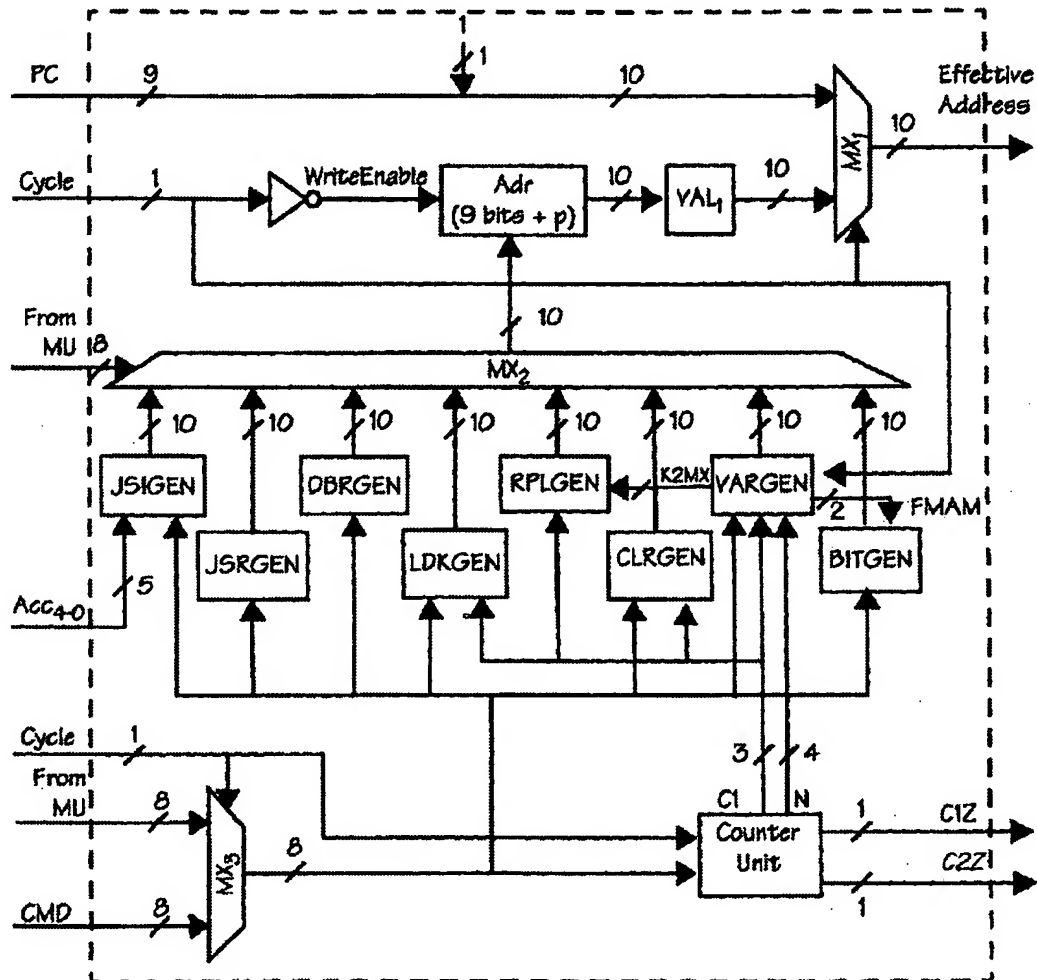 1
1
PC
9
10
Effective
Address
10
MX1
Cycle
1
WriteEnable
Adr
(9 bits + p)
10
VAL1
10
From
MU
8
10
MX2
10
10
10
10
10
10
10
10
JSIGEN
DBRGEN
RPLGEN
K2MX
VARGEN
2
FMAM
JSRGEN
LDKGEN
CLRGEN
BITGEN
5
Acc4-0
Cycle
1
3
4
From
MU
8
C1
N
1
C1Z
Counter
Unit
MX3
8
C2Z
1
CMD
8